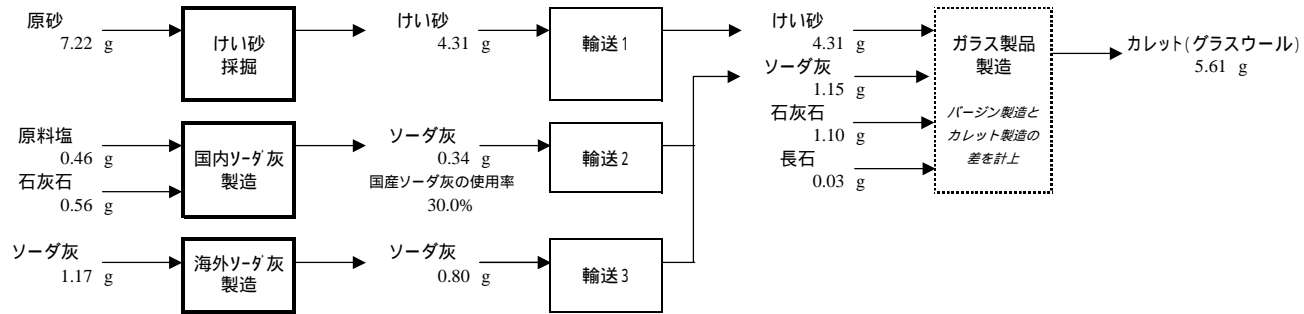 原砂
7.22 g
けい砂
採掘
けい砂
4.31 g
輸送1
けい砂
4.31 g
ソーダ灰
1.15 g
石灰石
1.10 g
長石
0.03 g
ガラス製品
製造
バージン製造と
カレット製造の
差を計上
カレット(グラスウール)
5.61 g
原料塩
0.46 g
石灰石
0.56 g
国内ソーダ灰
製造
ソーダ灰
0.34 g
国産ソーダ灰の使用率
30.0%
輸送2
ソーダ灰
1.17 g
海外ソーダ灰
製造
ソーダ灰
0.80 g
輸送3